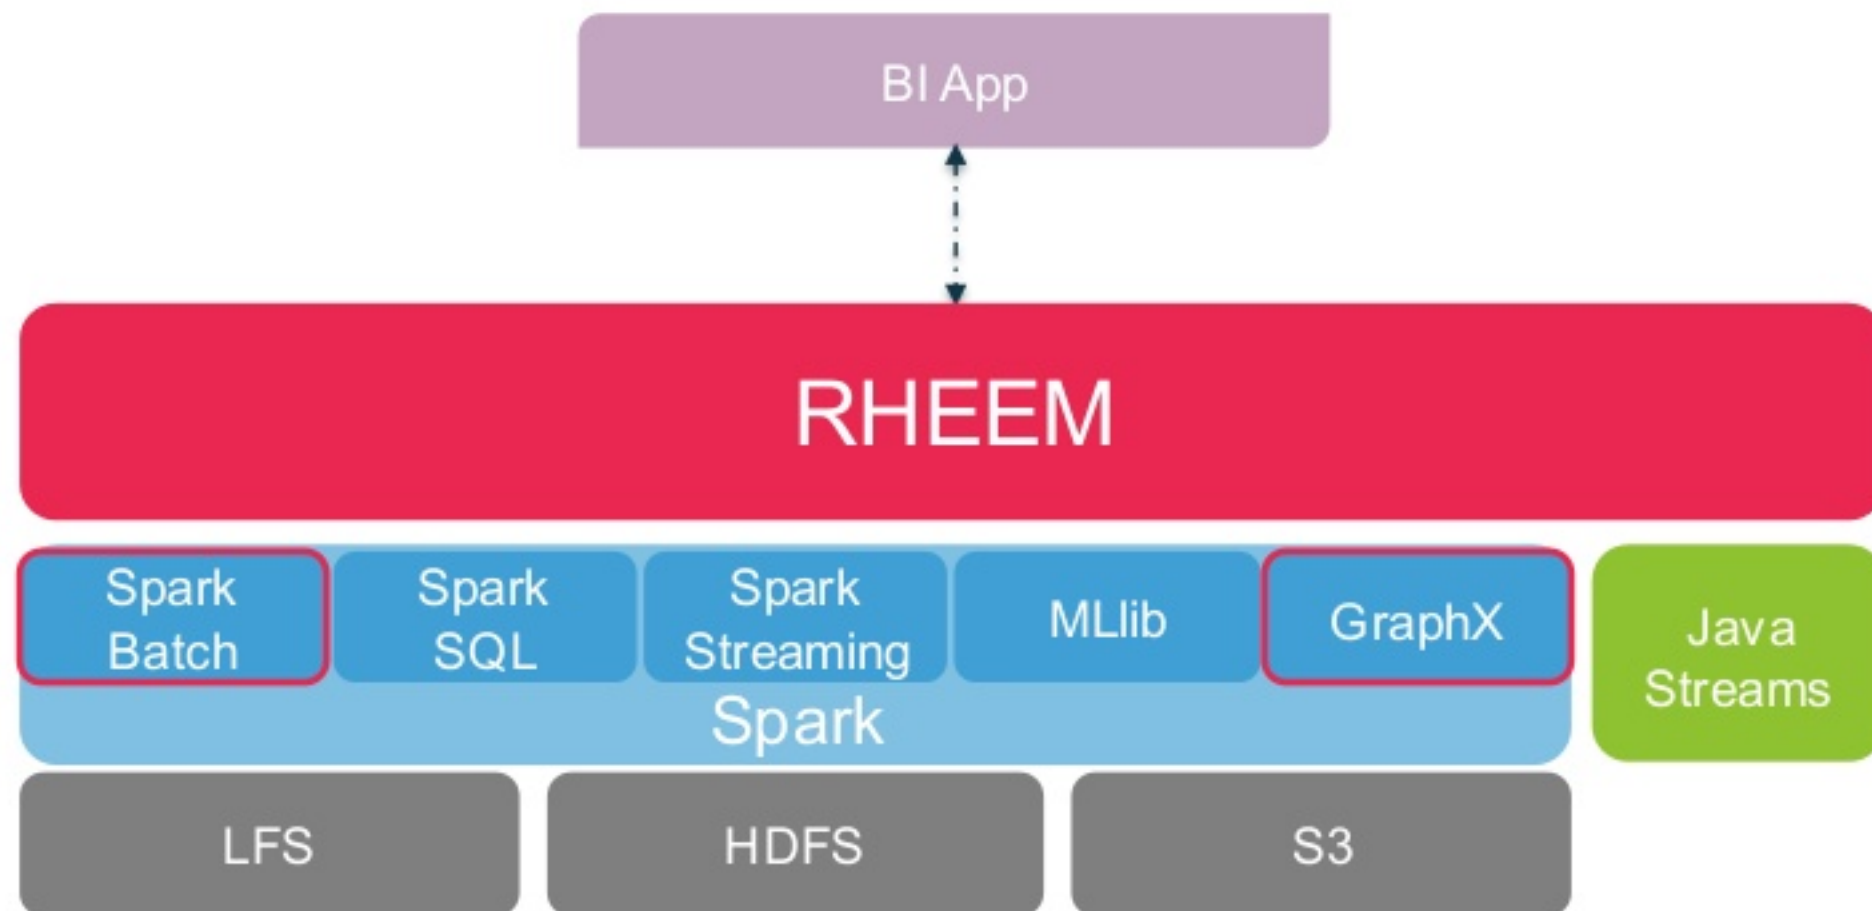 BI App
RHEEM
Spark
Batch
Spark
SQL
Spark
Streaming
MLlib
GraphX
Java
Streams
Spark
LFS
HDFS
S3